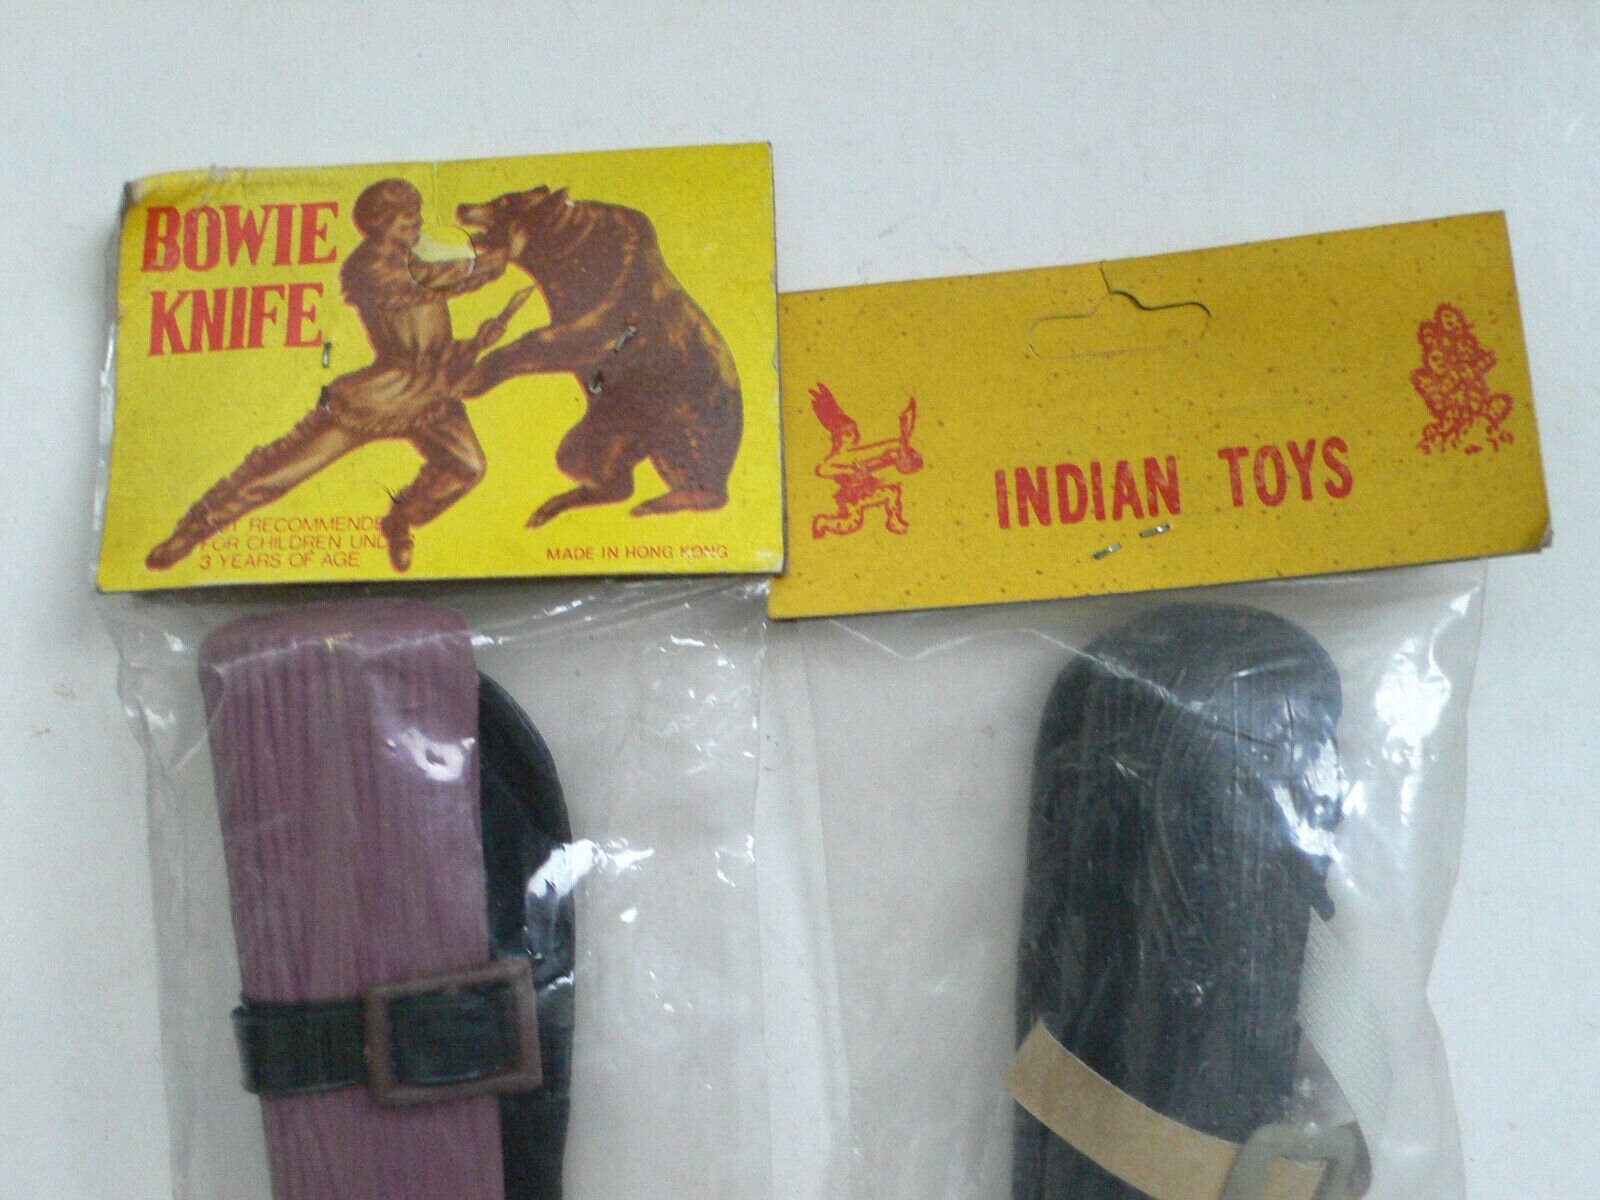 BOWIE
KNIFE
RECOMMENDED
FOR CHILDREN UNDER
3 YEARS OF AGE
MADE IN HONG KONG
INDIAN TOYS